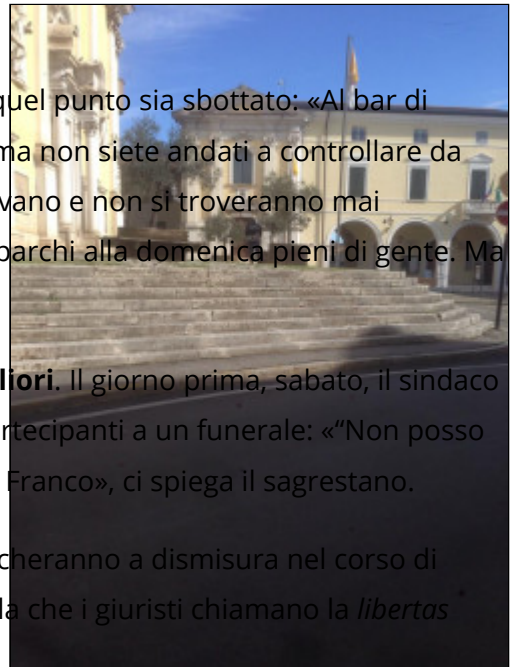 quel punto sia sbottato: «Al bar di
ma non siete andati a controllare da
vano e non si troveranno mai
parchi alla domenica pieni di gente. Ma
liori. Il giorno prima, sabato, il sindaco
rtecipanti a un funerale: «“Non posso
Franco», ci spiega il sagrestano.
cheranno a dismisura nel corso di
la che i giuristi chiamano la libertas